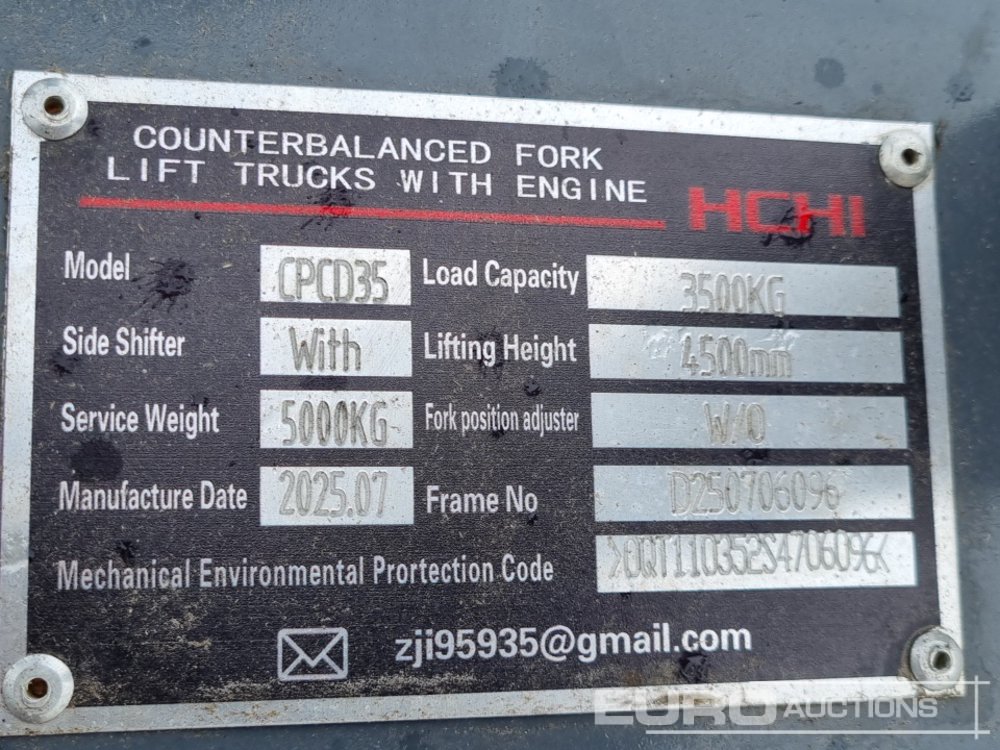 COUNTERBALANCED FORK
LIFT TRUCKS WITH ENGINE
HCHI
Model CPCD35 Load Capacity 3500KG
Side Shifter With Lifting Height 4500mm
Service Weight 5000KG Fork position adjuster W/O
Manufacture Date 2025.07 Frame No D250706096
Mechanical Environmental Prortection Code >0QT110352S4706096<
zji95935@gmail.com
EURO AUCTIONS